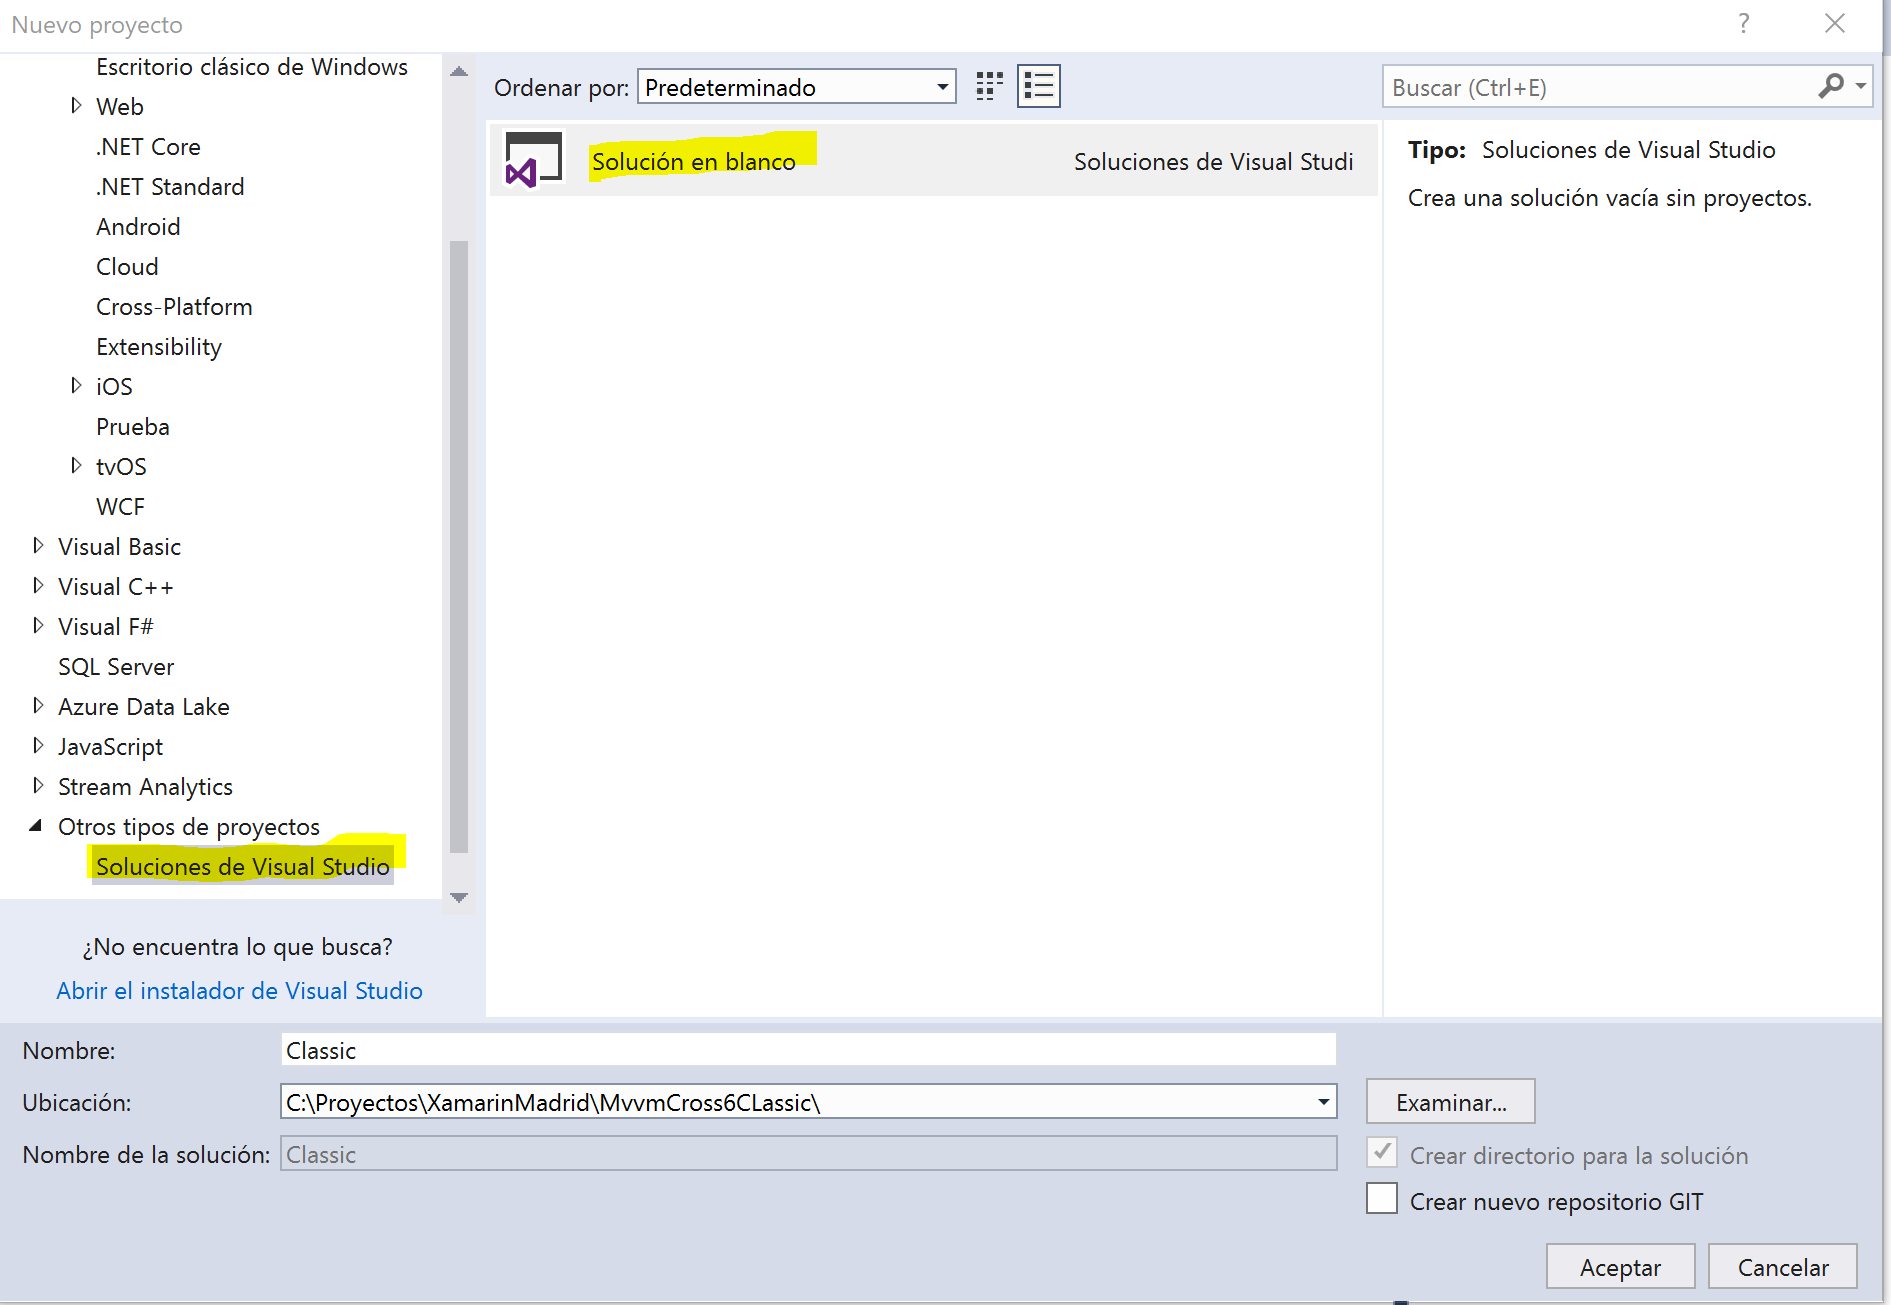 Nuevo proyecto
?
Escritorio clásico de Windows
Web
.NET Core
.NET Standard
Android
Cloud
Cross-Platform
Extensibility
iOS
Prueba
tvOS
WCF
Visual Basic
Visual C++
Visual F#
SQL Server
Azure Data Lake
JavaScript
Stream Analytics
Otros tipos de proyectos
Soluciones de Visual Studio
¿No encuentra lo que busca?
Abrir el instalador de Visual Studio
Ordenar por: Predeterminado
Solución en blanco Soluciones de Visual Studi
Buscar (Ctrl+E)
Tipo: Soluciones de Visual Studio
Crea una solución vacía sin proyectos.
Nombre: Classic
Ubicación: C:\Proyectos\XamarinMadrid\MvvmCross6CLassic\
Examinar...
Nombre de la solución: Classic
Crear directorio para la solución
Crear nuevo repositorio GIT
Aceptar Cancelar